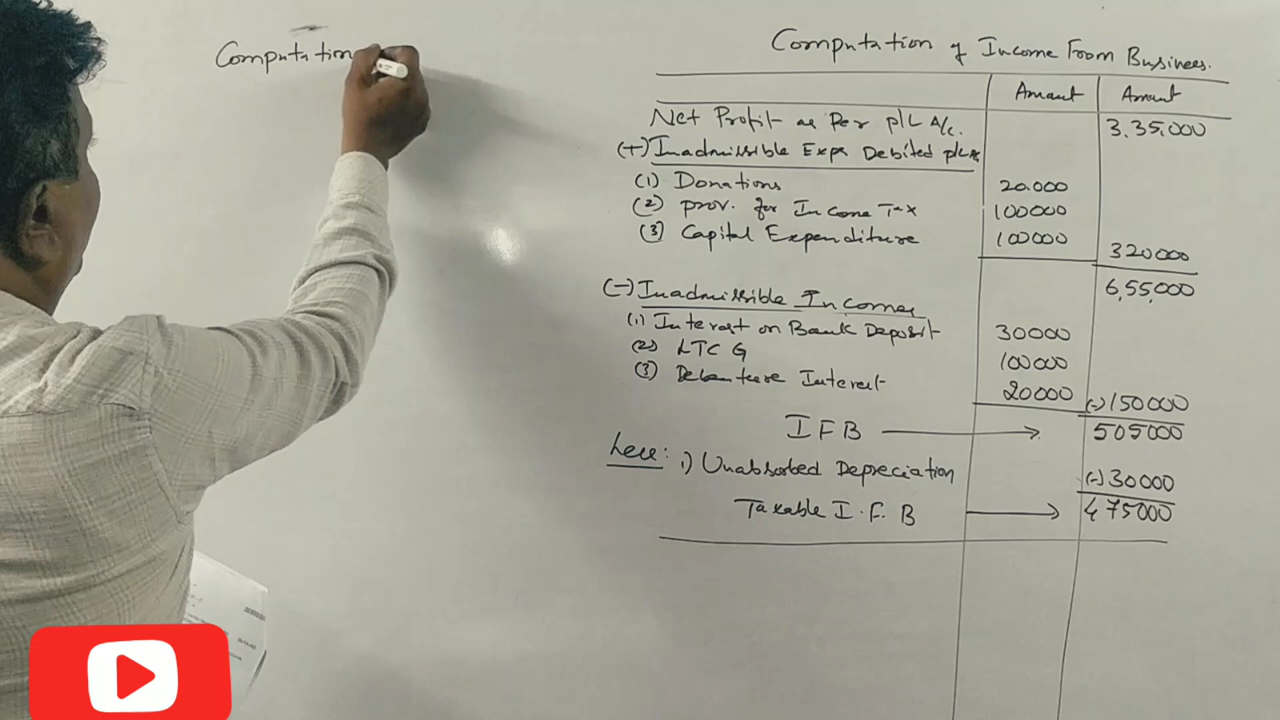 Computation
Computation of Income From Business.
Amount Amount
Net Profit as Per P/L A/c. 3,35,000
(+) Inadmissible Exps Debited P/L A/c
(1) Donations 20.000
(2) Prov. for Income Tax 100000
(3) Capital Expenditure 100000 320000
6,55,000
(-) Inadmissible Incomes
(1) Interest on Bank Deposit 30000
(2) LTCG 100000
(3) Debenture Interest 20000 (-) 150000
I F B 505000
Less: 1) Unabsorbed Depreciation (-) 30000
Taxable I.F.B 475000